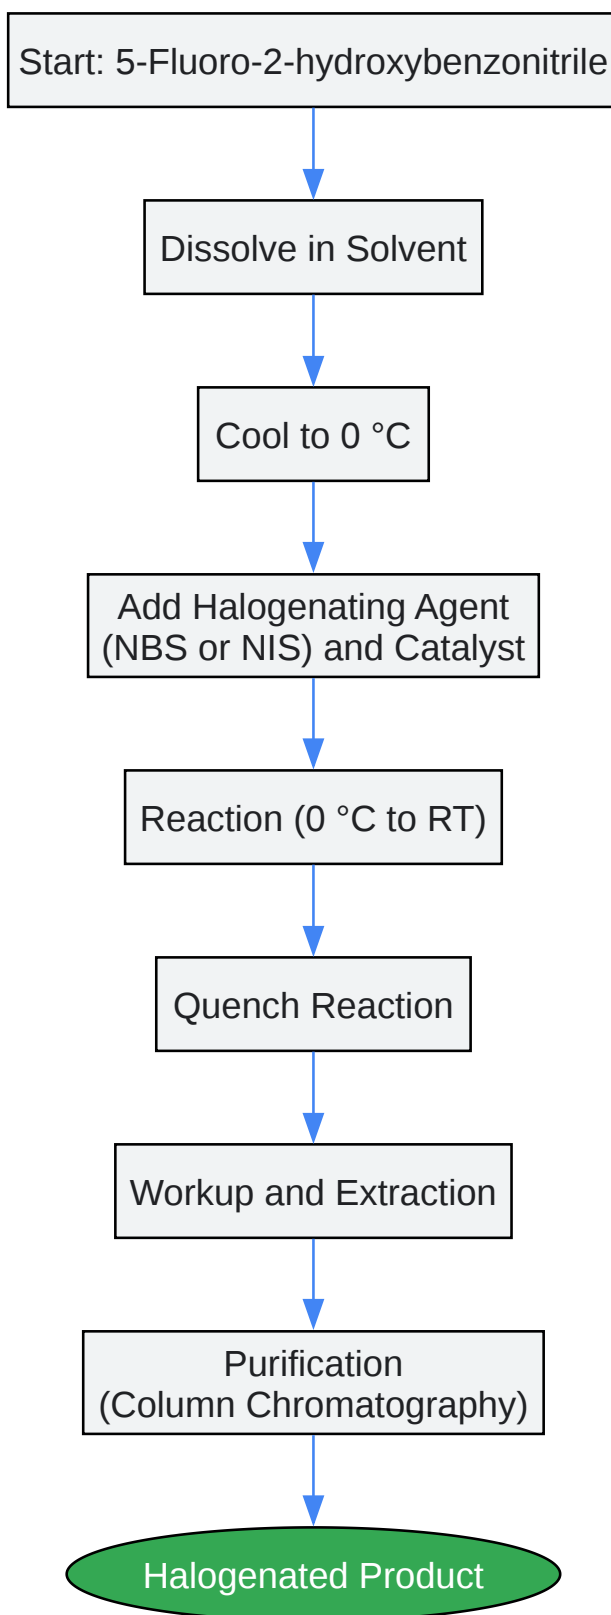 Start: 5-Fluoro-2-hydroxybenzonitrile
Dissolve in Solvent
Cool to 0 °C
Add Halogenating Agent
(NBS or NIS) and Catalyst
Reaction (0 °C to RT)
Quench Reaction
Workup and Extraction
Purification
(Column Chromatography)
Halogenated Product